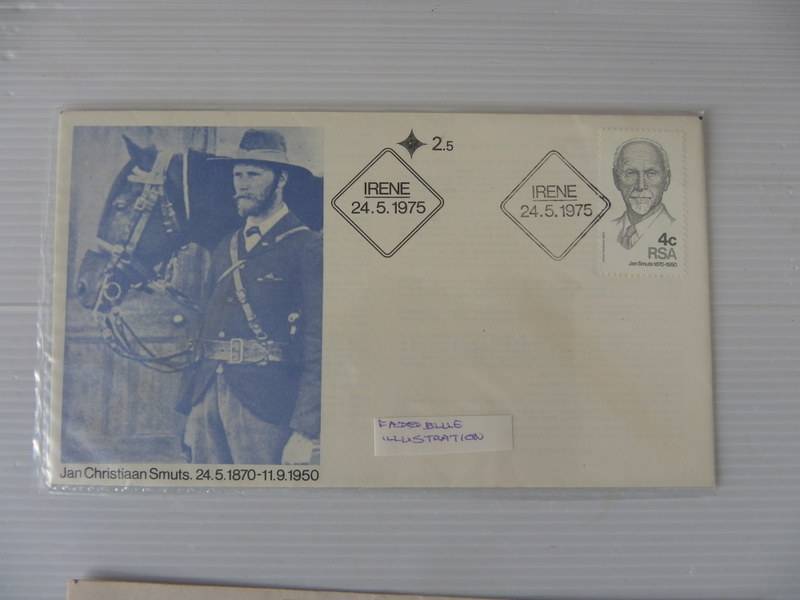 2.5
IRENE
24.5.1975
IRENE
24.5.1975
4c
RSA
Jan Smuts 1870-1950
FADED BLUE
ILLUSTRATION
Jan Christiaan Smuts. 24.5.1870-11.9.1950